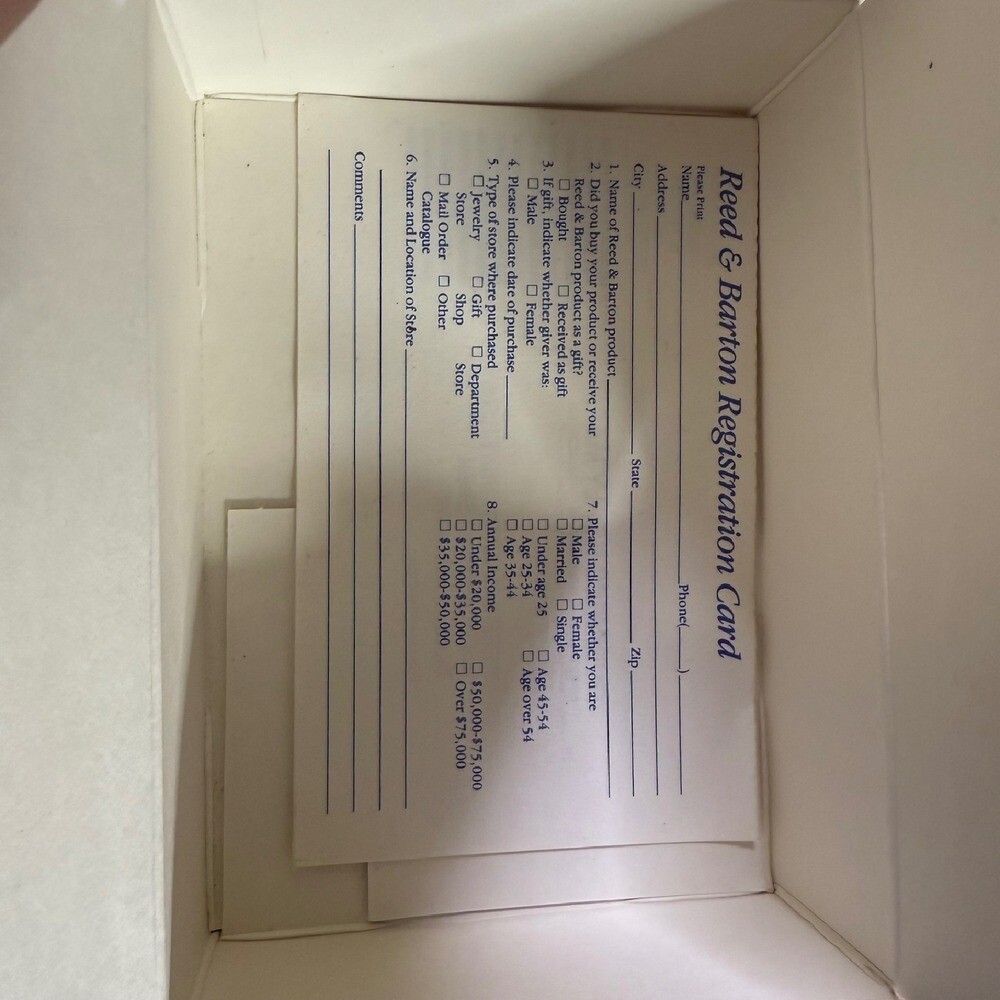 Reed & Barton Registration Card
Please Print
Name Phone( )
Address
City State Zip
1. Name of Reed & Barton product
2. Did you buy your product or receive your
Reed & Barton product as a gift?
☐ Bought ☐ Received as gift
3. If gift, indicate whether giver was:
☐ Male ☐ Female
4. Please indicate date of purchase
5. Type of store where purchased
☐ Jewelry ☐ Gift ☐ Department
Store Shop Store
☐ Mail Order ☐ Other
Catalogue
6. Name and Location of Store
Comments
7. Please indicate whether you are
☐ Male ☐ Female
☐ Married ☐ Single
☐ Under age 25 ☐ Age 45-54
☐ Age 25-34 ☐ Age over 54
☐ Age 35-44
8. Annual Income
☐ Under $20,000 ☐ $50,000-$75,000
☐ $20,000-$35,000 ☐ Over $75,000
☐ $35,000-$50,000